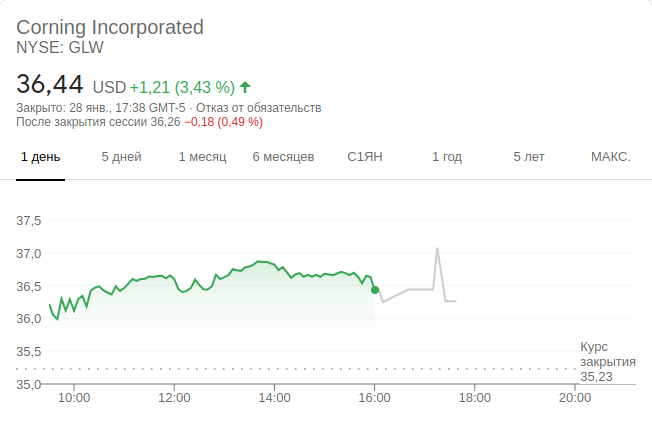 Corning Incorporated
NYSE: GLW
36,44 USD +1,21 (3,43 %)
Закрыто: 28 янв., 17:38 GMT-5 · Отказ от обязательств
После закрытия сессии 36,26 −0,18 (0,49 %)
1 день 5 дней 1 месяц 6 месяцев С1ЯН 1 год 5 лет МАКС.
37,5
37,0
36,5
36,0
35,5
35,0
Курс
закрытия
35,23
10:00 12:00 14:00 16:00 18:00 20:00